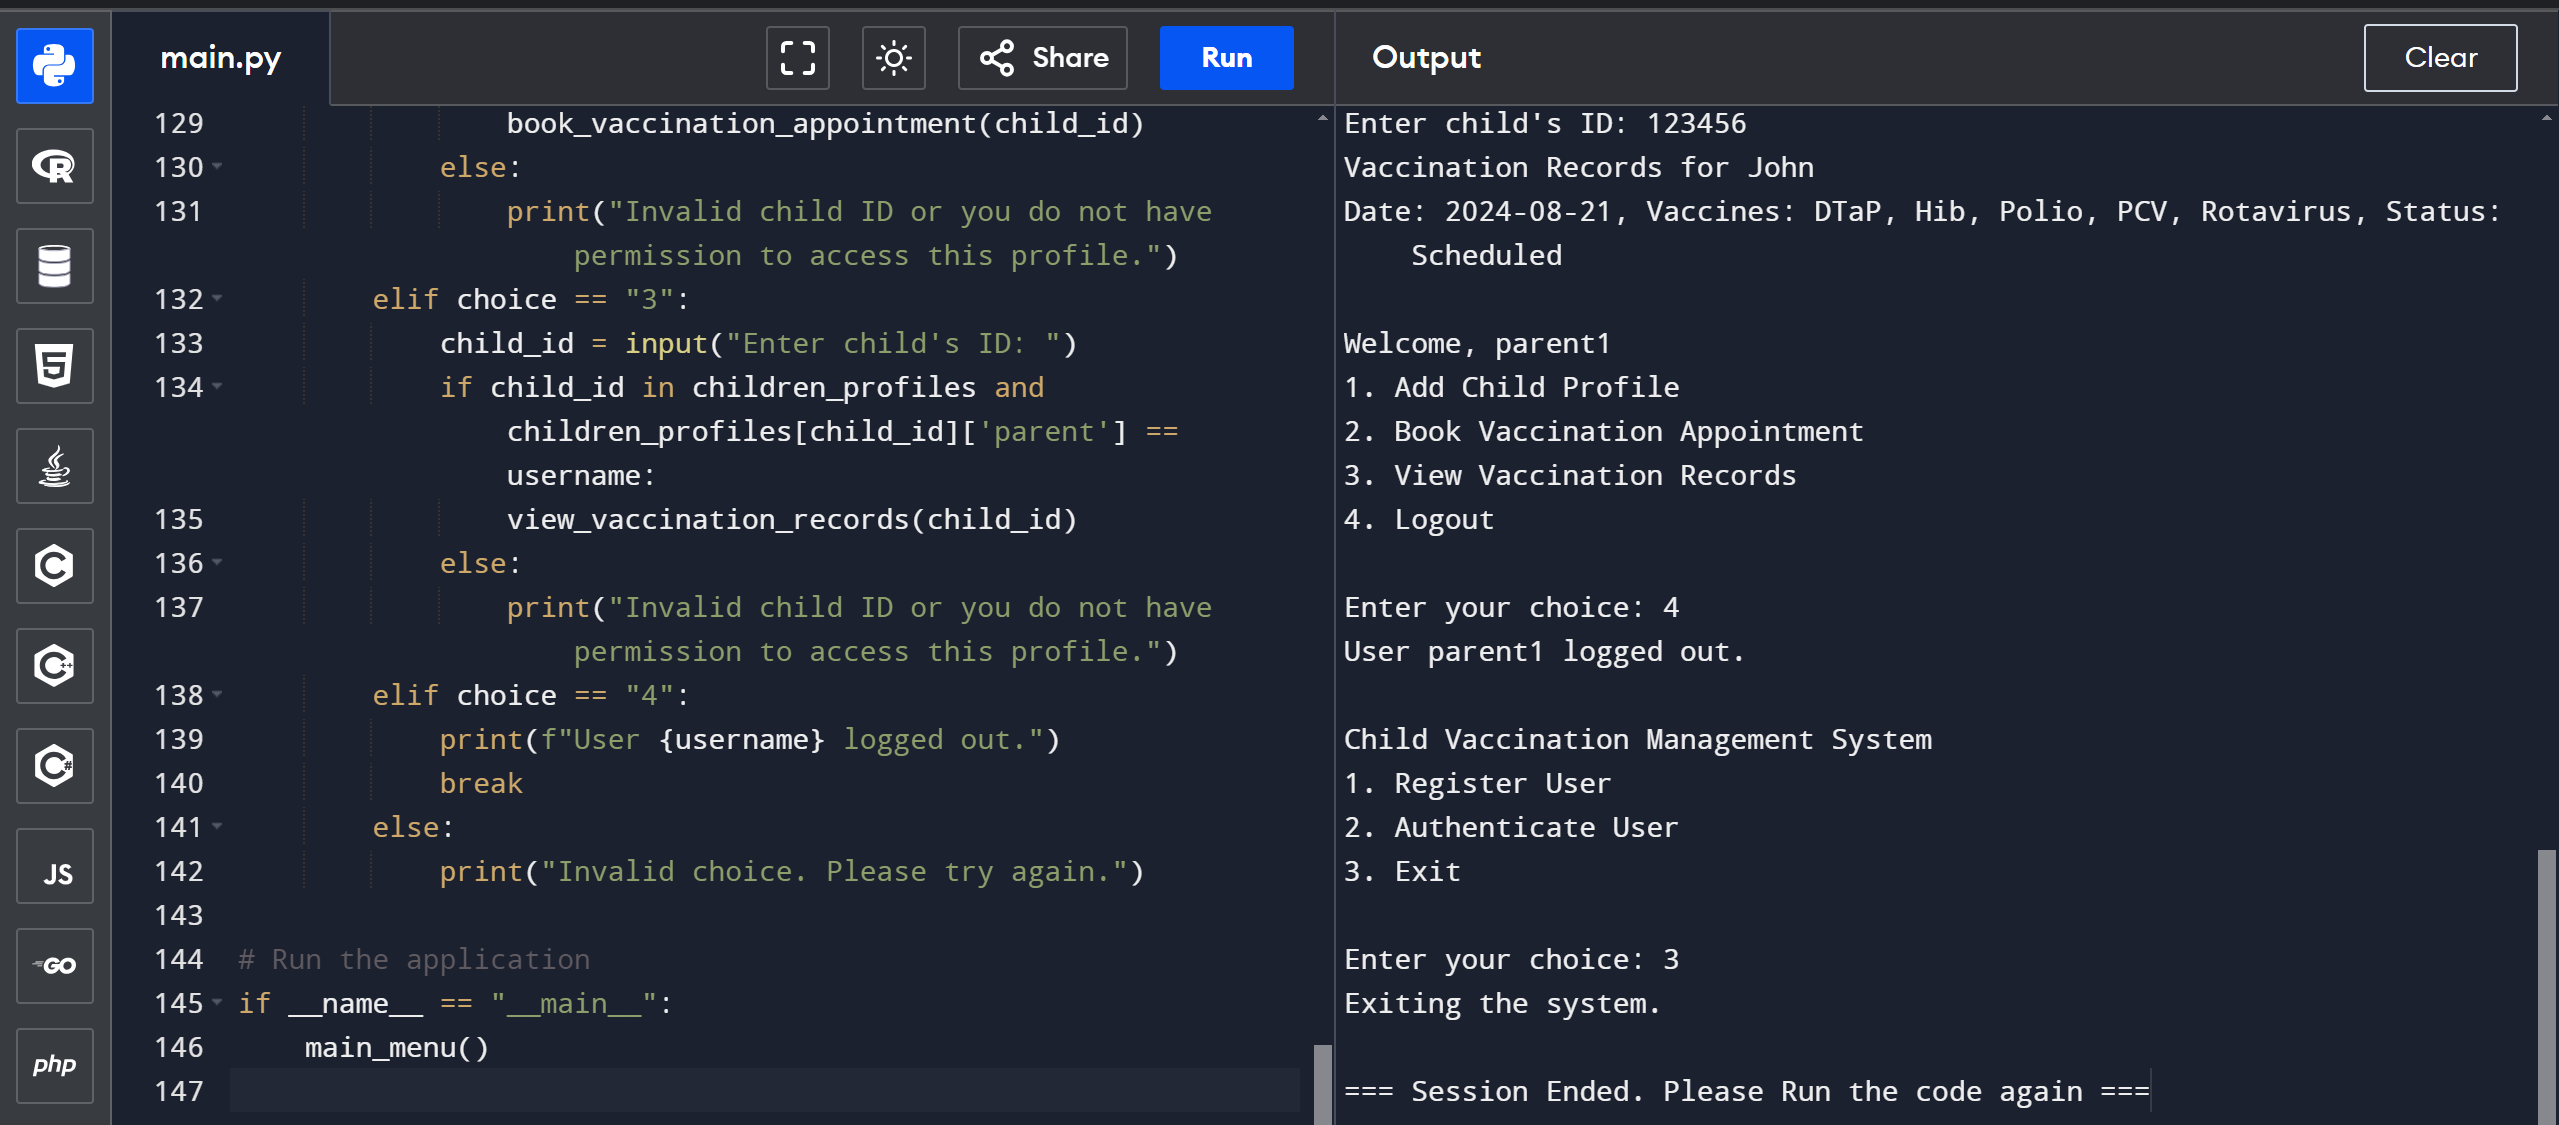 main.py
Share
Run
Output
Clear
R
5
C
C++
C#
JS
GO
php
129 book_vaccination_appointment(child_id)
130 else:
131 print("Invalid child ID or you do not have
permission to access this profile.")
132 elif choice == "3":
133 child_id = input("Enter child's ID: ")
134 if child_id in children_profiles and
children_profiles[child_id]['parent'] ==
username:
135 view_vaccination_records(child_id)
136 else:
137 print("Invalid child ID or you do not have
permission to access this profile.")
138 elif choice == "4":
139 print(f"User {username} logged out.")
140 break
141 else:
142 print("Invalid choice. Please try again.")
143
144 # Run the application
145 if __name__ == "__main__":
146 main_menu()
147
Enter child's ID: 123456
Vaccination Records for John
Date: 2024-08-21, Vaccines: DTaP, Hib, Polio, PCV, Rotavirus, Status:
Scheduled
Welcome, parent1
1. Add Child Profile
2. Book Vaccination Appointment
3. View Vaccination Records
4. Logout
Enter your choice: 4
User parent1 logged out.
Child Vaccination Management System
1. Register User
2. Authenticate User
3. Exit
Enter your choice: 3
Exiting the system.
=== Session Ended. Please Run the code again ===